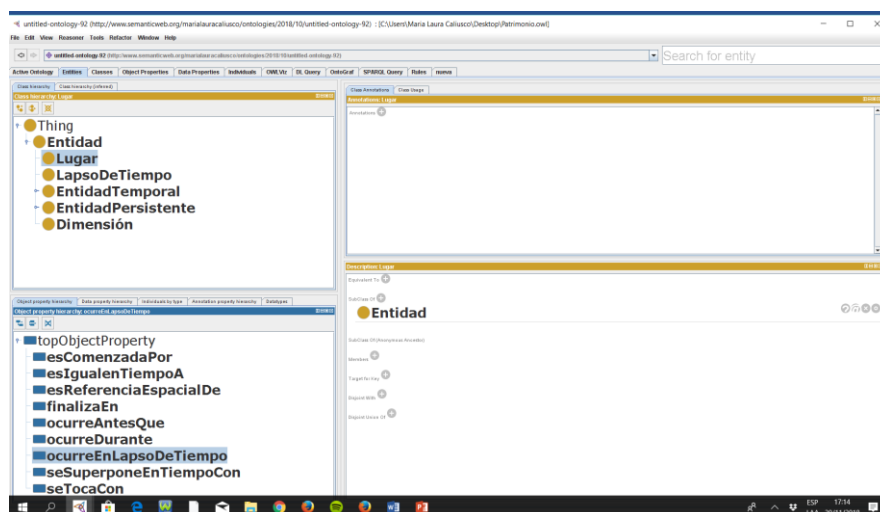 untitled-ontology-92 (http://www.semanticweb.org/marialauracaliusco/ontologies/2018/10/untitled-ontology-92) : [C:\Users\Maria Laura Caliusco\Desktop\Patrimonio.owl]
File Edit View Reasoner Tools Refactor Window Help
untitled-ontology-92 (http://www.semanticweb.org/marialauracaliusco/ontologies/2018/10/untitled-ontology-92)
Search for entity
Active Ontology Entities Classes Object Properties Data Properties Individuals OWLViz DL Query OntoGraf SPARQL Query Rules
Class hierarchy Class hierarchy (inferred)
Class hierarchy: Lugar
Thing
Entidad
Lugar
LapsoDeTiempo
EntidadTemporal
EntidadPersistente
Dimensión
Class Annotations Class Usage
Annotations: Lugar
Annotations
Description: Lugar
Equivalent To
SubClass Of
Entidad
SubClass Of (Anonymous Ancestor)
Members
Target for Key
Disjoint With
Disjoint Union Of
Object property hierarchy Data property hierarchy Individuals by type Annotation property hierarchy Datatypes
Object property hierarchy: ocurreEnLapsoDeTiempo
topObjectProperty
esComenzadaPor
esIgualenTiempoA
esReferenciaEspacialDe
finalizaEn
ocurreAntesQue
ocurreDurante
ocurreEnLapsoDeTiempo
seSuperponeEnTiempoCon
seTocaCon
ESP 17:14